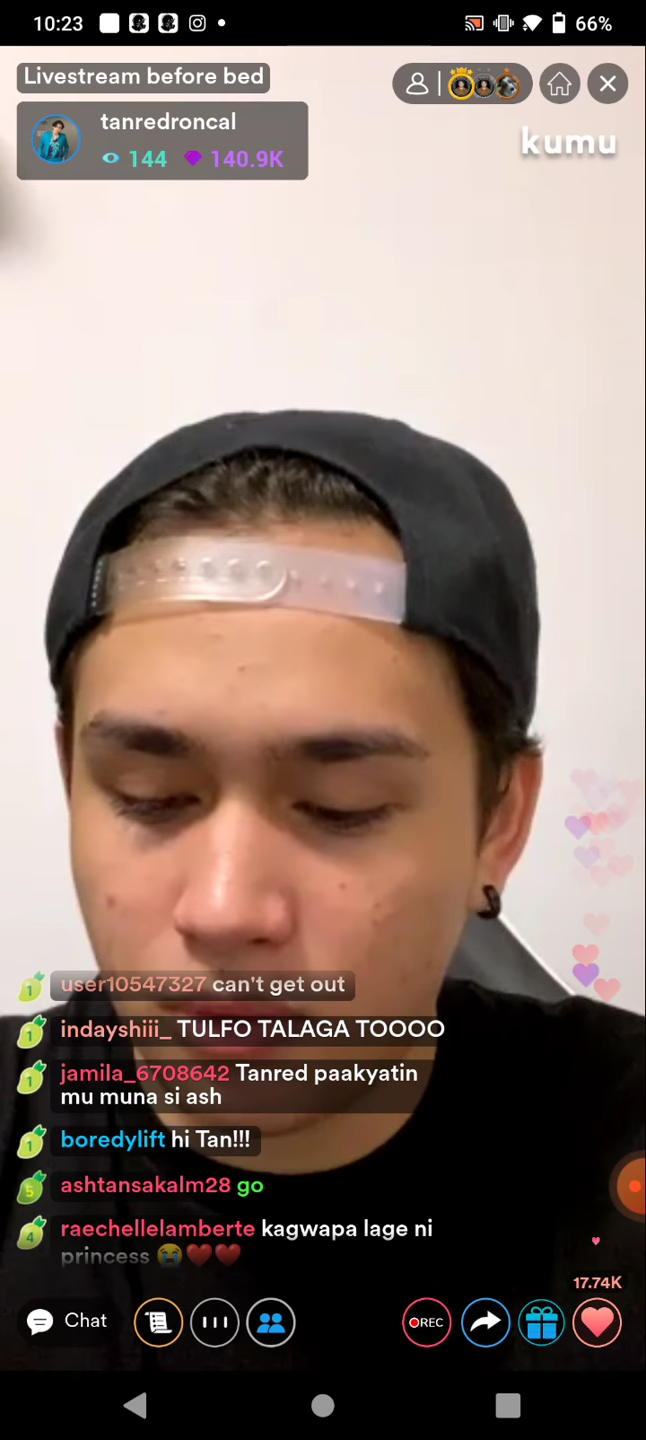 10:23
66%
Livestream before bed
tanredroncal
144 140.9K
kumu
user10547327 can't get out
indayshiii_ TULFO TALAGA TOOOO
jamila_6708642 Tanred paakyatin
mu muna si ash
boredylift hi Tan!!!
ashtansakalm28 go
raechellelamberte kagwapa lage ni
princess 😭❤️❤️
17.74K
Chat
REC